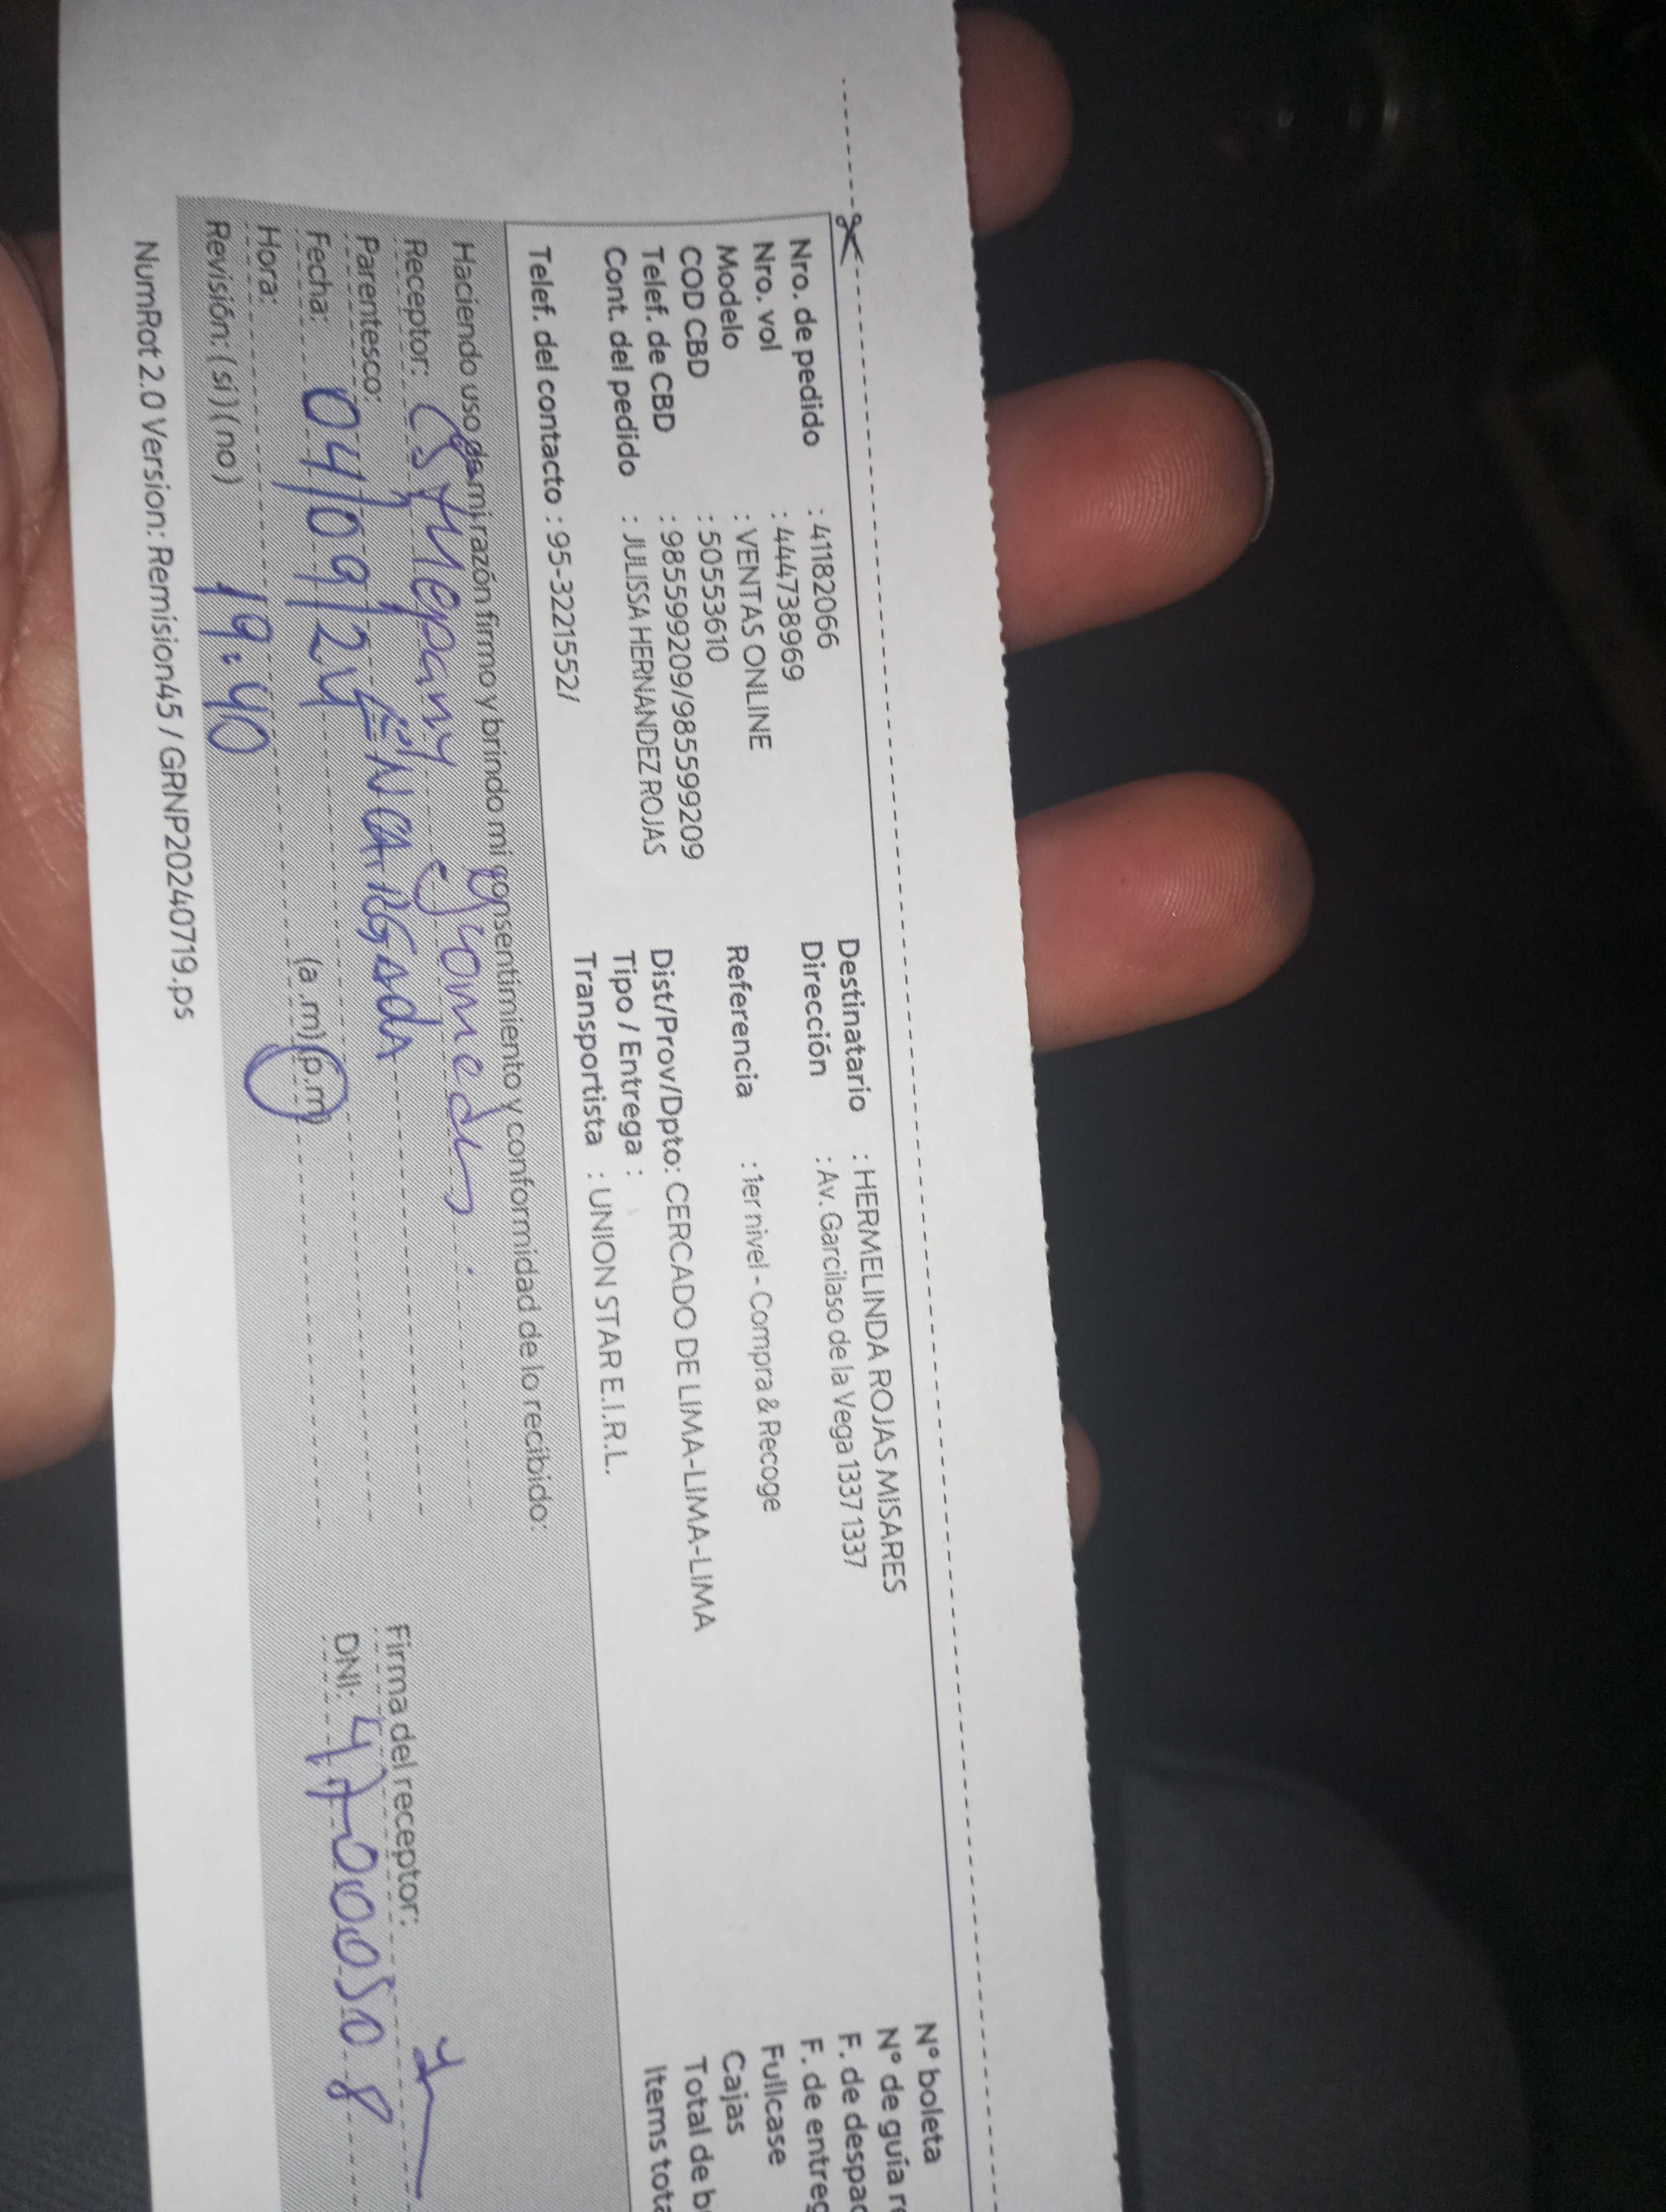 Nro. de pedido : 41182066
Nro. vol : 444738969
Modelo : VENTAS ONLINE
COD CBD : 50553610
Telef. de CBD : 985599209/985599209
Cont. del pedido : JULISSA HERNANDEZ ROJAS
Telef. del contacto : 95-3221552/
Destinatario : HERMELINDA ROJAS MISARES
Dirección : Av. Garcilaso de la Vega 1337 1337
Referencia : 1er nivel - Compra & Recoge
Dist/Prov/Dpto: CERCADO DE LIMA-LIMA-LIMA
Tipo / Entrega :
Transportista : UNION STAR E.I.R.L.
N° boleta
N° de guía r
F. de despa
F. de entreg
Fullcase
Cajas
Total de b
Items tota
Haciendo uso de mi razón firmo y brindo mi consentimiento y conformidad de lo recibido:
Receptor:
Parentesco: ENCARGADA
Fecha: 04/09/24
Hora: 19:40 (a.m)(p.m)
Revisión: (si)(no)
Firma del receptor:
DNI: 47000508
NumRot 2.0 Version: Remision45 / GRNP20240719.ps